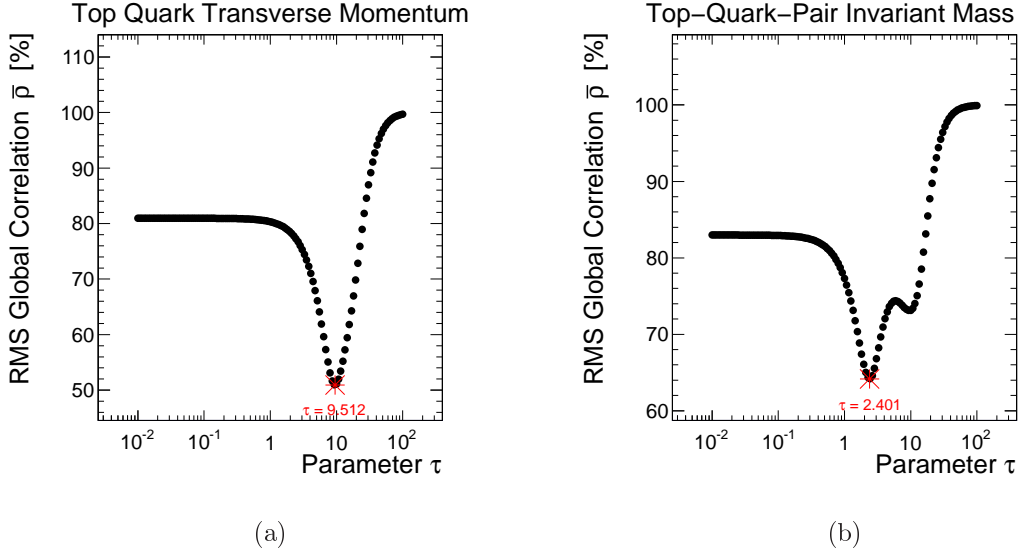 Top Quark Transverse Momentum
RMS Global Correlation ρ̅ [%]
110
100
90
80
70
60
50
τ = 9.512
10⁻² 10⁻¹ 1 10 10²
Parameter τ
(a)
Top−Quark−Pair Invariant Mass
RMS Global Correlation ρ̅ [%]
100
90
80
70
60
τ = 2.401
10⁻² 10⁻¹ 1 10 10²
Parameter τ
(b)